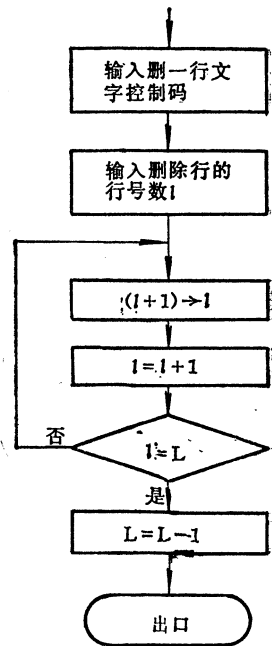 输入删一行文
字控制码
输入删除行的
行号数l
(l+1)→l
l=l+1
否
l=L
是
L=L-1
出口